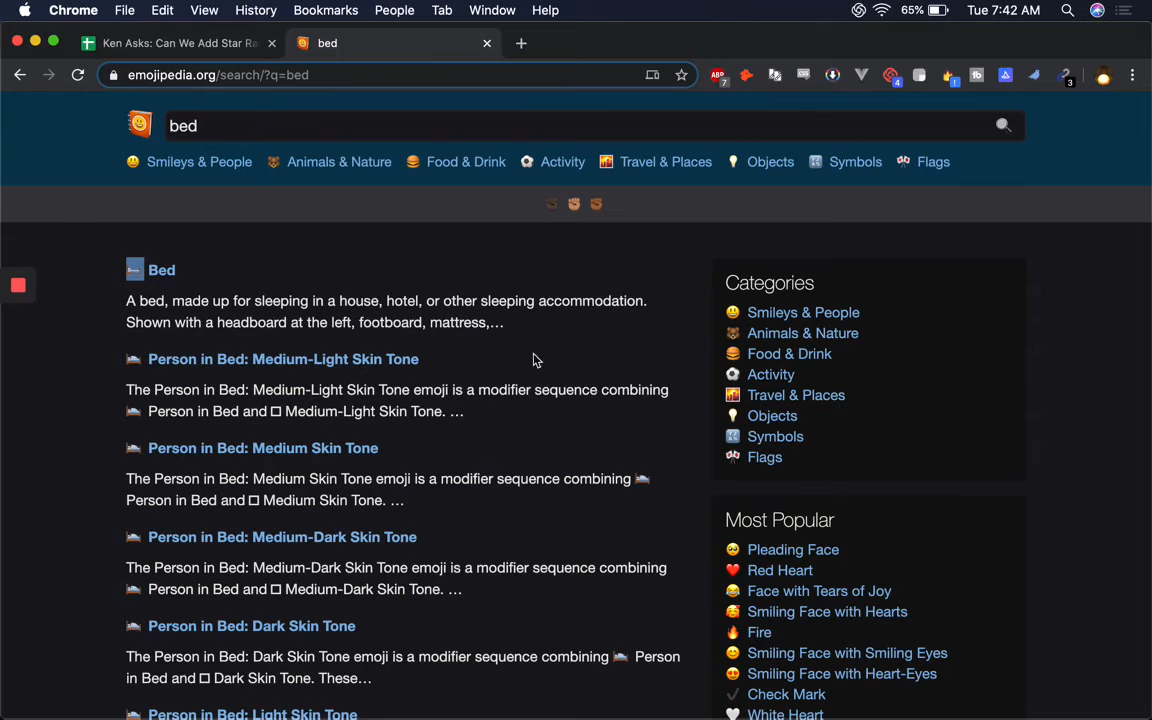 Chrome File Edit View History Bookmarks People Tab Window Help 65% Tue 7:42 AM
Ken Asks: Can We Add Star Ra
bed
emojipedia.org/search/?q=bed
ABP 7 4 ! tb 3
bed
Smileys & People Animals & Nature Food & Drink Activity Travel & Places Objects Symbols Flags
Bed
A bed, made up for sleeping in a house, hotel, or other sleeping accommodation.
Shown with a headboard at the left, footboard, mattress,…
Person in Bed: Medium-Light Skin Tone
The Person in Bed: Medium-Light Skin Tone emoji is a modifier sequence combining
Person in Bed and Medium-Light Skin Tone. …
Person in Bed: Medium Skin Tone
The Person in Bed: Medium Skin Tone emoji is a modifier sequence combining
Person in Bed and Medium Skin Tone. …
Person in Bed: Medium-Dark Skin Tone
The Person in Bed: Medium-Dark Skin Tone emoji is a modifier sequence combining
Person in Bed and Medium-Dark Skin Tone. …
Person in Bed: Dark Skin Tone
The Person in Bed: Dark Skin Tone emoji is a modifier sequence combining Person
in Bed and Dark Skin Tone. These…
Person in Bed: Light Skin Tone
Categories
Smileys & People
Animals & Nature
Food & Drink
Activity
Travel & Places
Objects
Symbols
Flags
Most Popular
Pleading Face
Red Heart
Face with Tears of Joy
Smiling Face with Hearts
Fire
Smiling Face with Smiling Eyes
Smiling Face with Heart-Eyes
Check Mark
White Heart